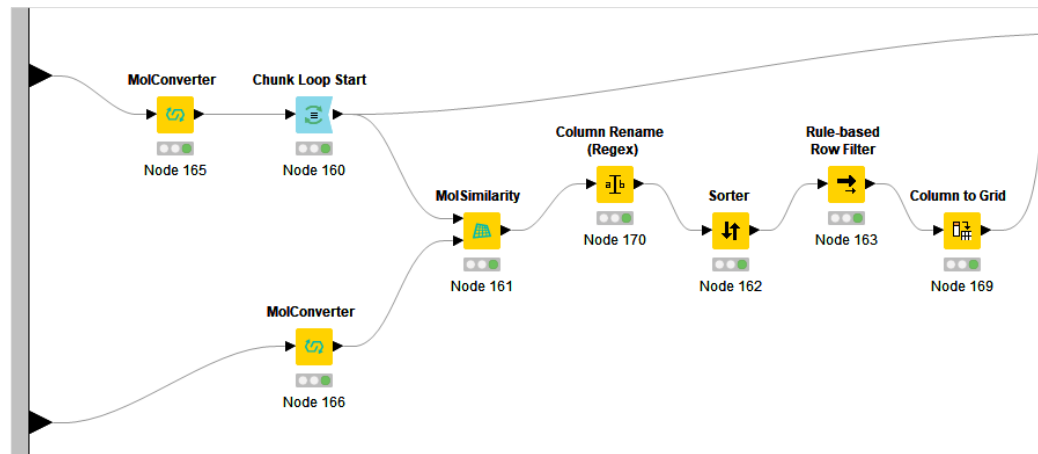 MolConverter
Node 165
Chunk Loop Start
Node 160
MolSimilarity
Node 161
Column Rename
(Regex)
a b
Node 170
Sorter
Node 162
Rule-based
Row Filter
Node 163
Column to Grid
Node 169
MolConverter
Node 166